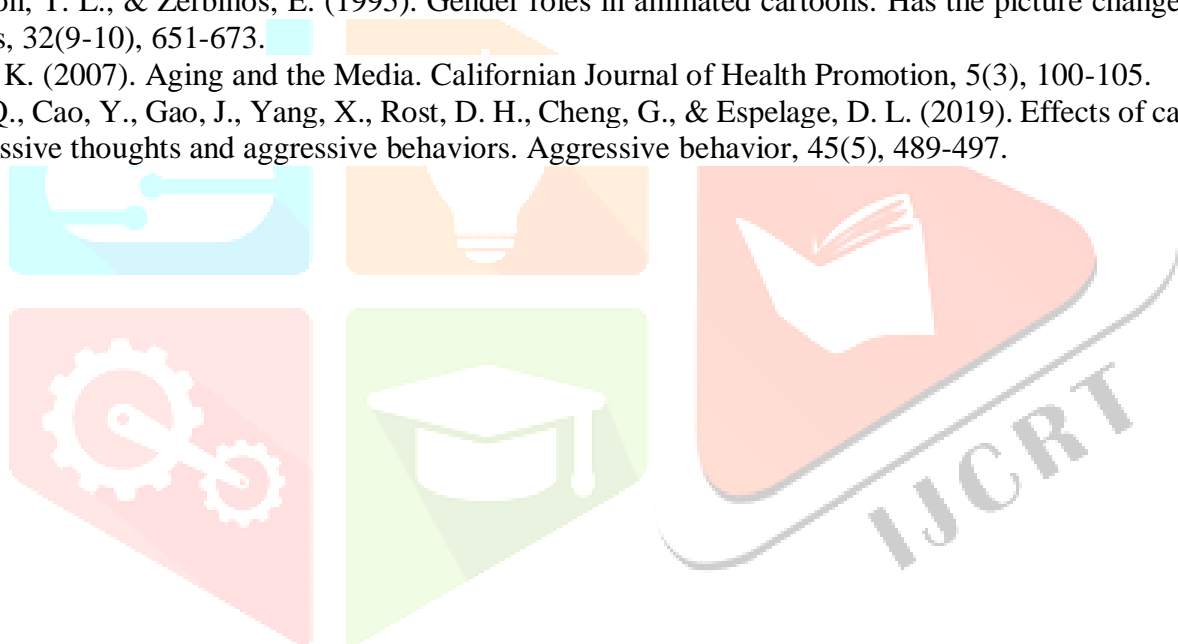 on, T. L., & Zerbinos, E. (1995). Gender roles in animated cartoons: Has the picture change
s, 32(9-10), 651-673.
K. (2007). Aging and the Media. Californian Journal of Health Promotion, 5(3), 100-105.
Q., Cao, Y., Gao, J., Yang, X., Rost, D. H., Cheng, G., & Espelage, D. L. (2019). Effects of ca
ssive thoughts and aggressive behaviors. Aggressive behavior, 45(5), 489-497.
IJCRT